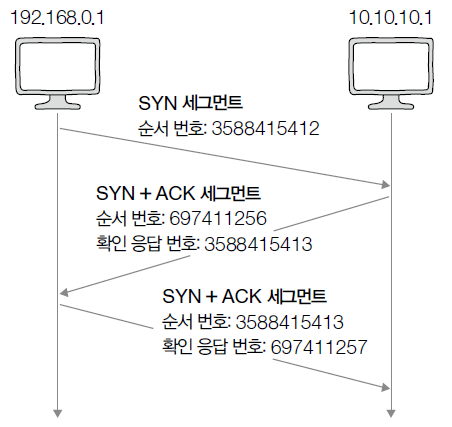 192.168.0.1
10.10.10.1
SYN 세그먼트
순서 번호: 3588415412
SYN + ACK 세그먼트
순서 번호: 697411256
확인 응답 번호: 3588415413
SYN + ACK 세그먼트
순서 번호: 3588415413
확인 응답 번호: 697411257